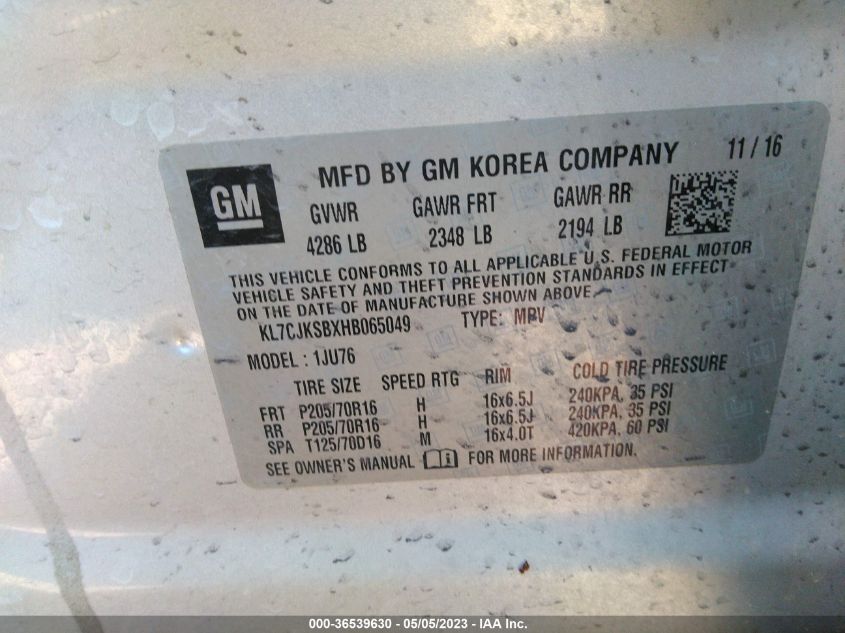 MFD BY GM KOREA COMPANY 11 / 16
GM
GVWR GAWR FRT GAWR RR
4286 LB 2348 LB 2194 LB
THIS VEHICLE CONFORMS TO ALL APPLICABLE U.S. FEDERAL MOTOR
VEHICLE SAFETY AND THEFT PREVENTION STANDARDS IN EFFECT
ON THE DATE OF MANUFACTURE SHOWN ABOVE.
KL7CJKSBXHB065049 TYPE: MPV
MODEL : 1JU76
TIRE SIZE SPEED RTG RIM COLD TIRE PRESSURE
FRT P205/70R16 H 16x6.5J 240KPA, 35 PSI
RR P205/70R16 H 16x6.5J 240KPA, 35 PSI
SPA T125/70D16 M 16x4.0T 420KPA, 60 PSI
SEE OWNER'S MANUAL FOR MORE INFORMATION.
000-36539630 - 05/05/2023 - IAA Inc.